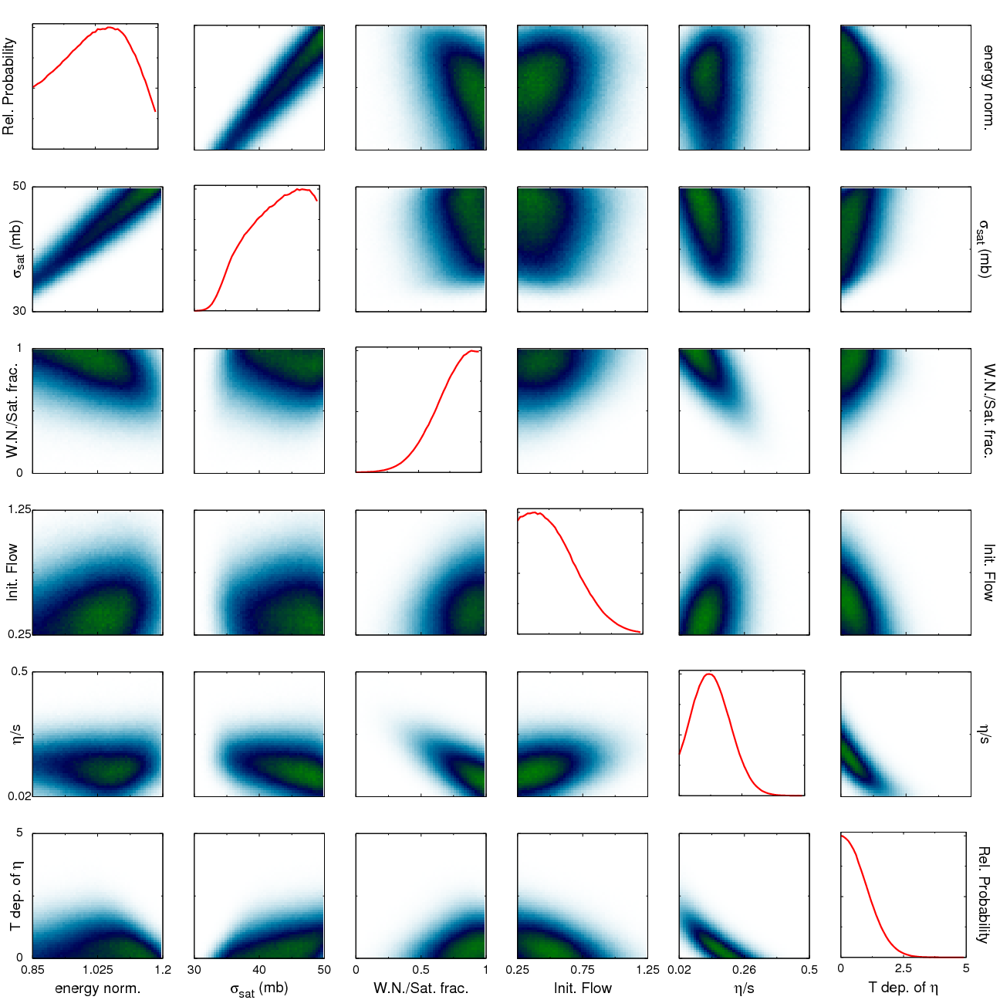 Rel. Probability
energy norm.
50
σsat (mb)
30
σsat (mb)
1
W.N./Sat. frac.
0
W.N./Sat. frac.
1.25
Init. Flow
0.25
Init. Flow
0.5
η/s
0.02
η/s
5
T dep. of η
0
Rel. Probability
0.85 1.025 1.2 30 40 50 0 0.5 1 0.25 0.75 1.25 0.02 0.26 0.5 0 2.5 5
energy norm. σsat (mb) W.N./Sat. frac. Init. Flow η/s T dep. of η